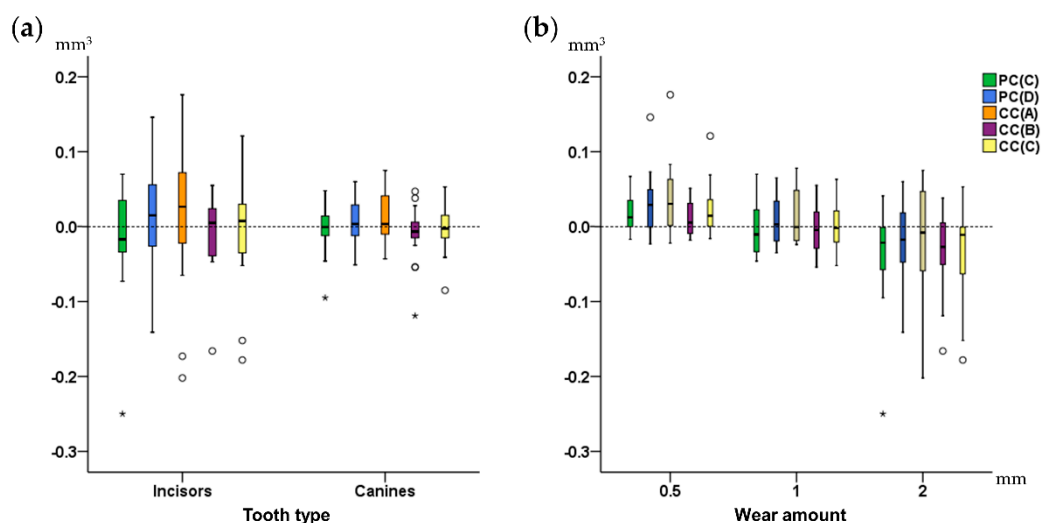 (a)
mm³
0.2
0.1
0.0
-0.1
-0.2
-0.3
Incisors Canines
Tooth type
(b)
mm³
0.2
0.1
0.0
-0.1
-0.2
-0.3
0.5 1 2 mm
Wear amount
PC(C)
PC(D)
CC(A)
CC(B)
CC(C)